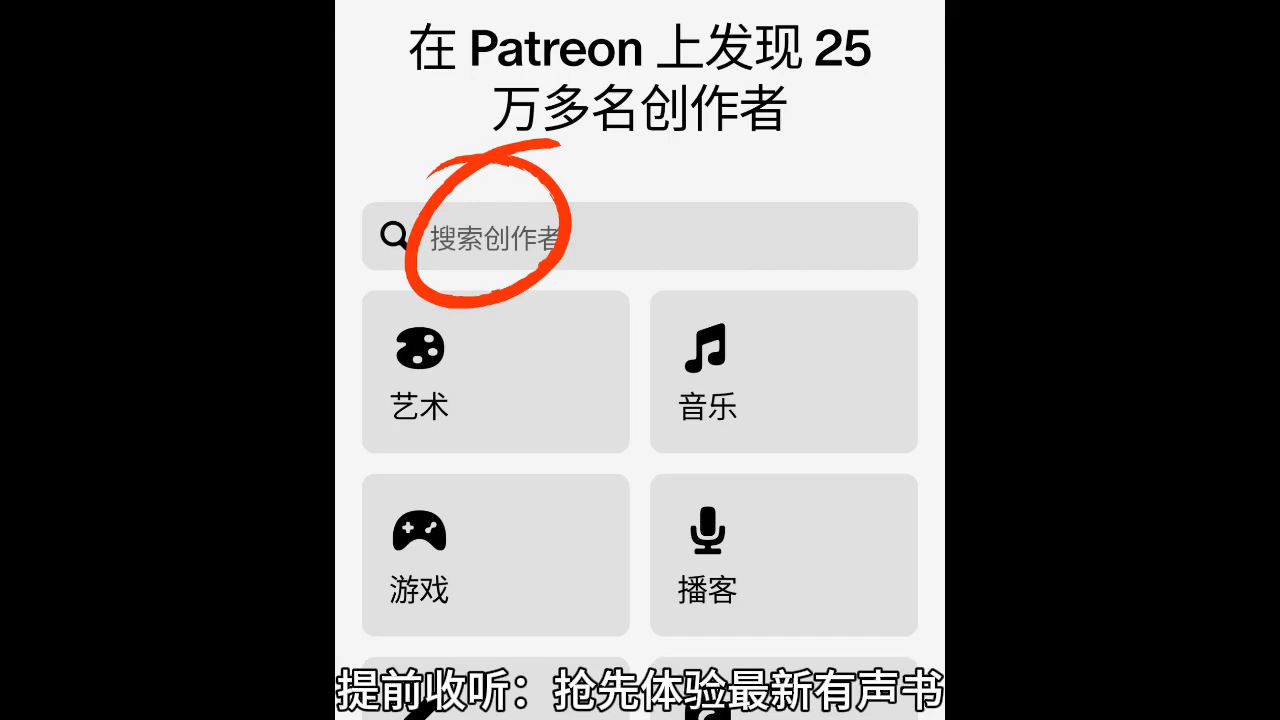 在 Patreon 上发现 25
万多名创作者
搜索创作者
艺术
音乐
游戏
播客
提前收听：抢先体验最新有声书